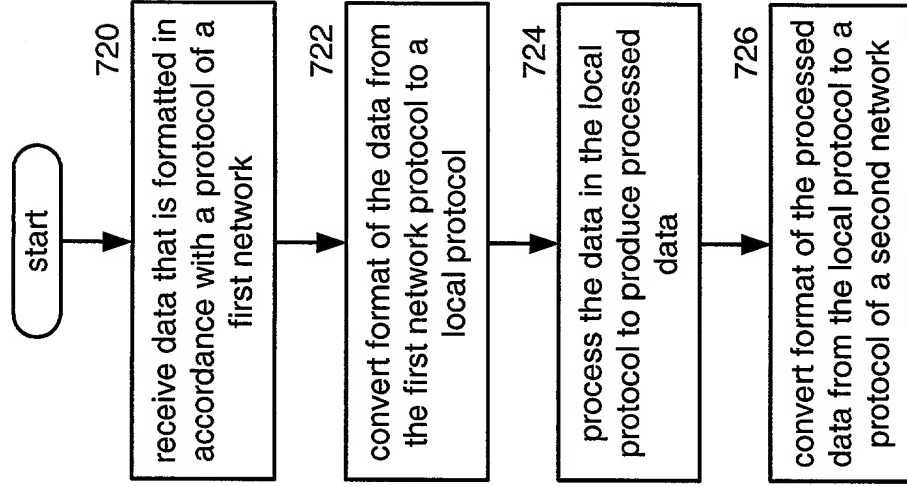 start
720
receive data that is formatted in
accordance with a protocol of a
first network
722
convert format of the data from
the first network protocol to a
local protocol
724
process the data in the local
protocol to produce processed
data
726
convert format of the processed
data from the local protocol to a
protocol of a second network